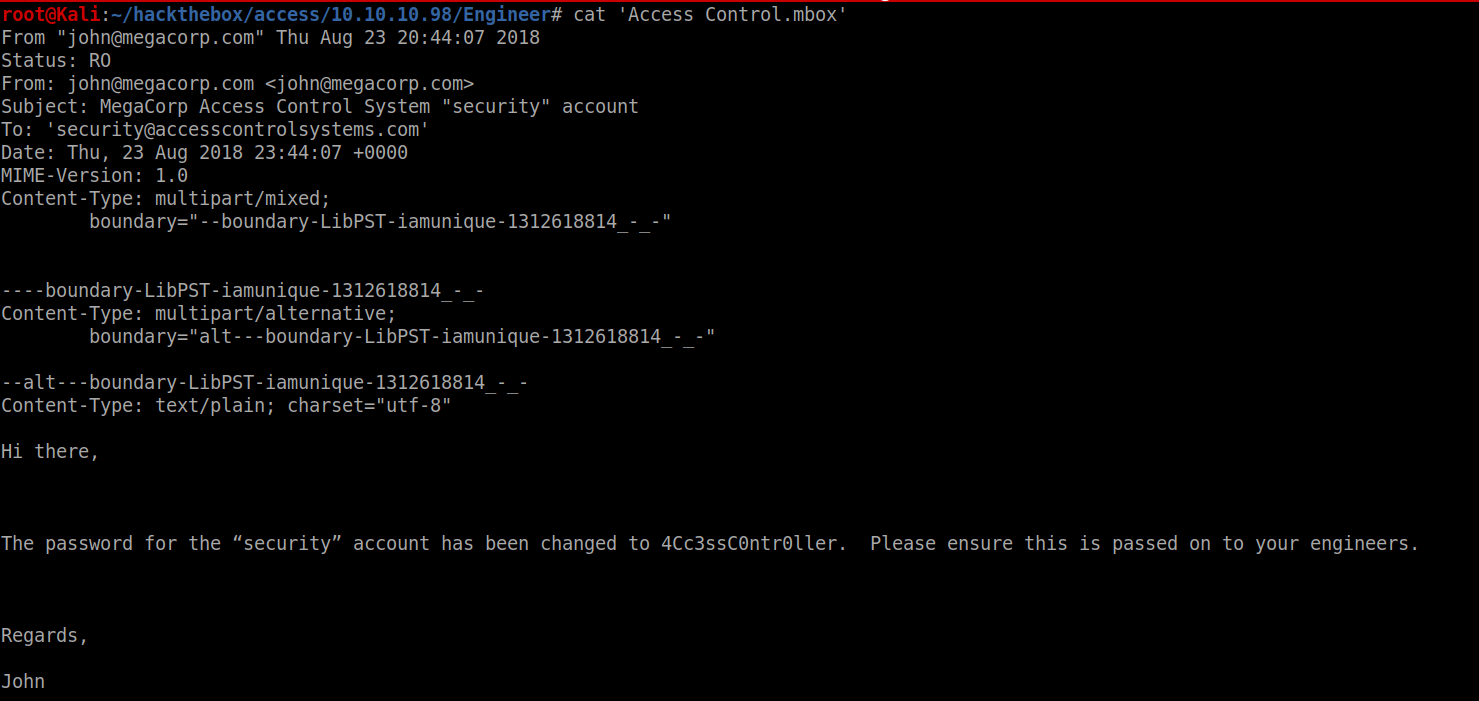 root@Kali:~/hackthebox/access/10.10.10.98/Engineer# cat 'Access Control.mbox'
From "john@megacorp.com" Thu Aug 23 20:44:07 2018
Status: RO
From: john@megacorp.com <john@megacorp.com>
Subject: MegaCorp Access Control System "security" account
To: 'security@accesscontrolsystems.com'
Date: Thu, 23 Aug 2018 23:44:07 +0000
MIME-Version: 1.0
Content-Type: multipart/mixed;
        boundary="--boundary-LibPST-iamunique-1312618814_-_-"
----boundary-LibPST-iamunique-1312618814_-_-
Content-Type: multipart/alternative;
        boundary="alt---boundary-LibPST-iamunique-1312618814_-_-"
--alt---boundary-LibPST-iamunique-1312618814_-_-
Content-Type: text/plain; charset="utf-8"
Hi there,
The password for the “security” account has been changed to 4Cc3ssC0ntr0ller.  Please ensure this is passed on to your engineers.
Regards,
John